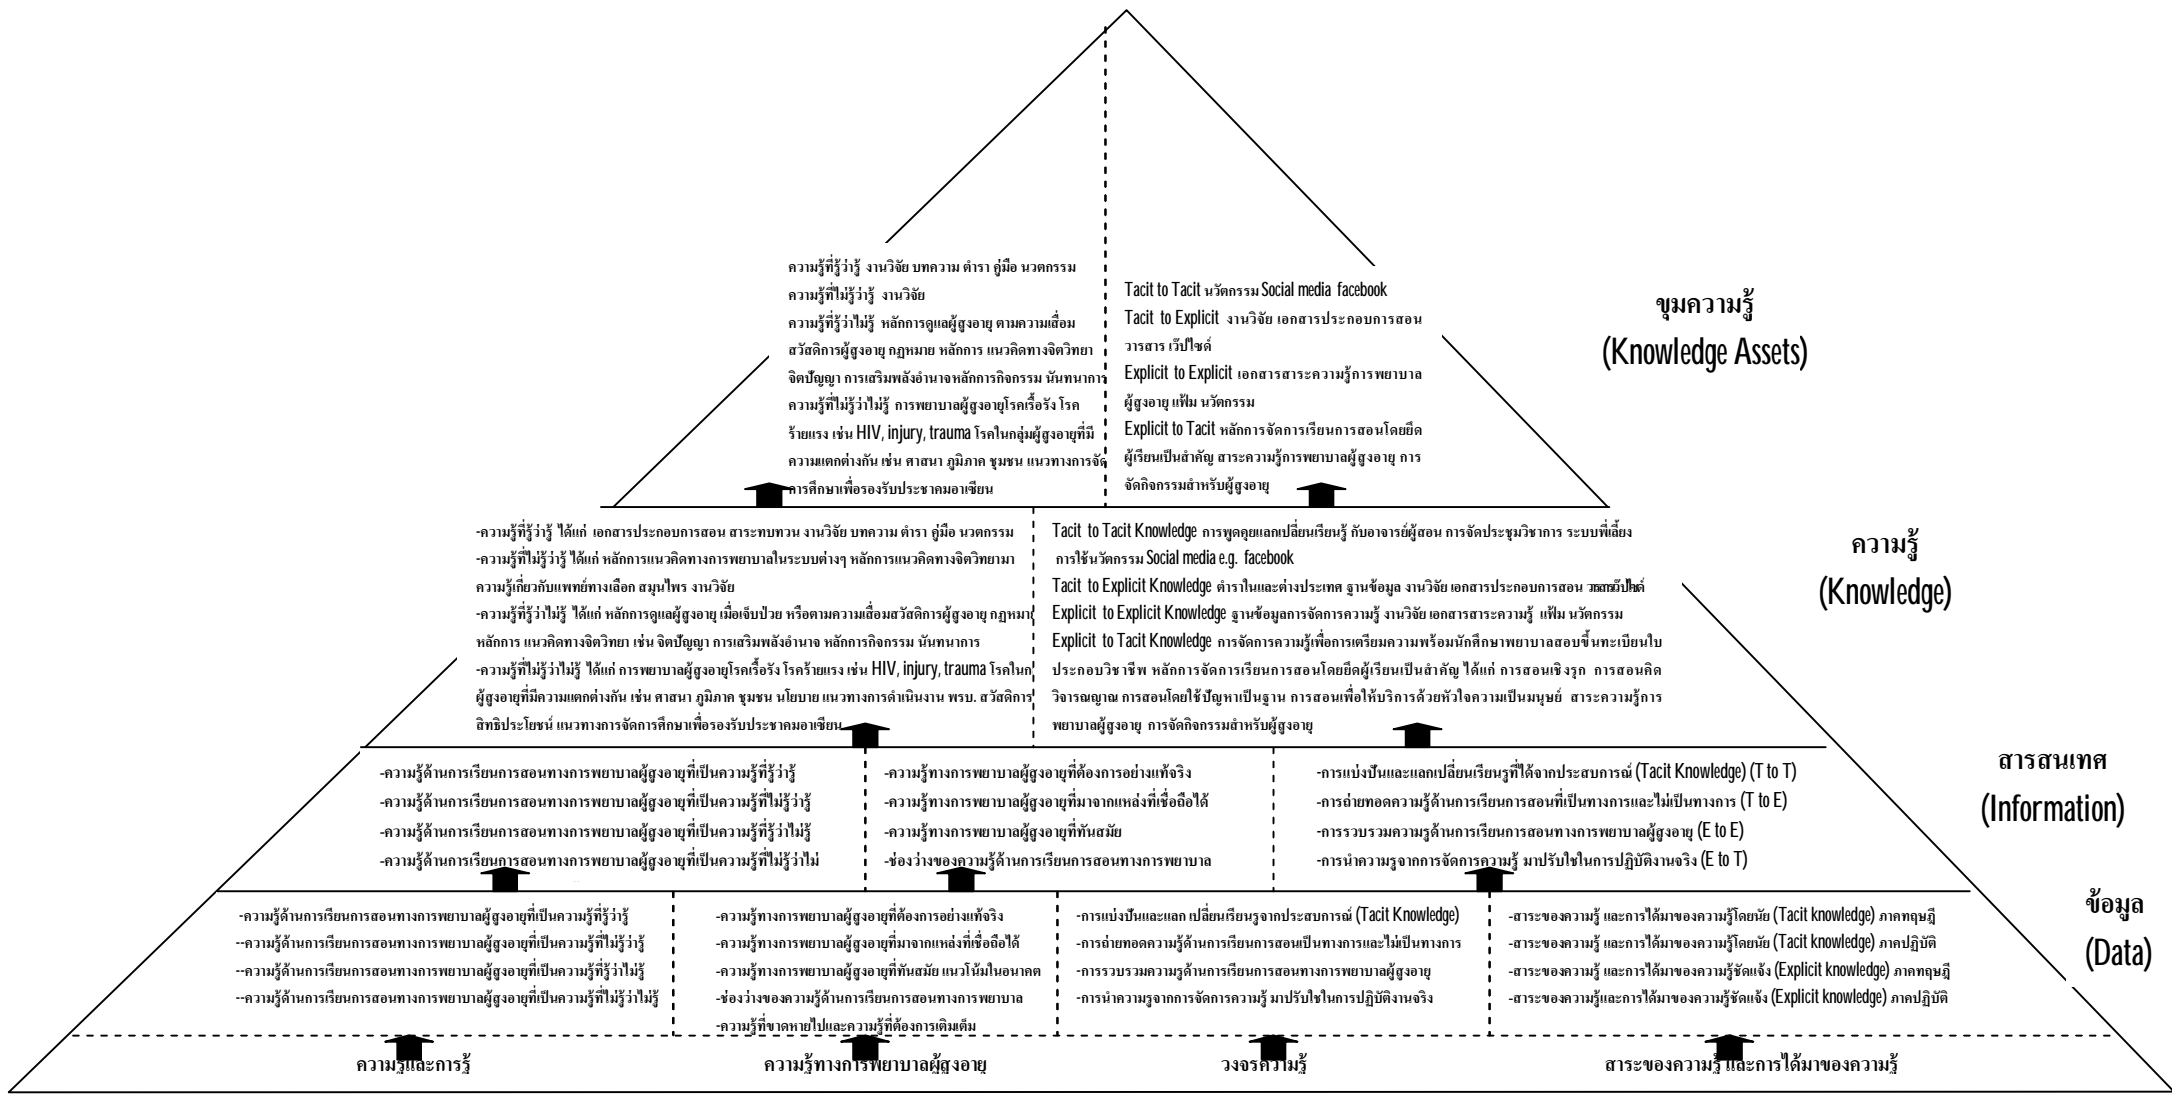 ความรู้ที่รู้ว่ารู้ งานวิจัย บทความ ตำรา คู่มือ นวตกรรม
ความรู้ที่ไม่รู้ว่ารู้ งานวิจัย
ความรู้ที่รู้ว่าไม่รู้ หลักการดูแลผู้สูงอายุ ตามความเสื่อม
สวัสดิการผู้สูงอายุ กฏหมาย หลักการ แนวคิดทางจิตวิทยา
จิตปัญญา การเสริมพลังอำนาจหลักการกิจกรรม นันทนาการ
ความรู้ที่ไม่รู้ว่าไม่รู้ การพยาบาลผู้สูงอายุโรคเรื้อรัง โรค
ร้ายแรง เช่น HIV, injury, trauma โรคในกลุ่มผู้สูงอายุที่มี
ความแตกต่างกัน เช่น ศาสนา ภูมิภาค ชุมชน แนวทางการจัด
การศึกษาเพื่อรองรับประชาคมอาเซียน
Tacit to Tacit นวัตกรรม Social media facebook
Tacit to Explicit งานวิจัย เอกสารประกอบการสอน
วารสาร เว๊ปไซด์
Explicit to Explicit เอกสารสาระความรู้การพยาบาล
ผู้สูงอายุ แฟ้ม นวัตกรรม
Explicit to Tacit หลักการจัดการเรียนการสอนโดยยึด
ผู้เรียนเป็นสำคัญ สาระความรู้การพยาบาลผู้สูงอายุ การ
จัดกิจกรรมสำหรับผู้สูงอายุ
ขุมความรู้
(Knowledge Assets)
-ความรู้ที่รู้ว่ารู้ ได้แก่ เอกสารประกอบการสอน สาระทบทวน งานวิจัย บทความ ตำรา คู่มือ นวตกรรม
-ความรู้ที่ไม่รู้ว่ารู้ ได้แก่ หลักการแนวคิดทางการพยาบาลในระบบต่างๆ หลักการแนวคิดทางจิตวิทยามา
ความรู้เกี่ยวกับแพทย์ทางเลือก สมุนไพร งานวิจัย
-ความรู้ที่รู้ว่าไม่รู้ ได้แก่ หลักการดูแลผู้สูงอายุ เมื่อเจ็บป่วย หรือตามความเสื่อมสวัสดิการผู้สูงอายุ กฏหมาย
หลักการ แนวคิดทางจิตวิทยา เช่น จิตปัญญา การเสริมพลังอำนาจ หลักการกิจกรรม นันทนาการ
-ความรู้ที่ไม่รู้ว่าไม่รู้ ได้แก่ การพยาบาลผู้สูงอายุโรคเรื้อรัง โรคร้ายแรง เช่น HIV, injury, trauma โรคในก
ผู้สูงอายุที่มีความแตกต่างกัน เช่น ศาสนา ภูมิภาค ชุมชน นโยบาย แนวทางการดำเนินงาน พรบ. สวัสดิการ
สิทธิประโยชน์ แนวทางการจัดการศึกษาเพื่อรองรับประชาคมอาเซียน
Tacit to Tacit Knowledge การพูดคุยแลกเปลี่ยนเรียนรู้ กับอาจารย์ผู้สอน การจัดประชุมวิชาการ ระบบพี่เลี้ยง
การใช้นวัตกรรม Social media e.g. facebook
Tacit to Explicit Knowledge ตำราในและต่างประเทศ ฐานข้อมูล งานวิจัย เอกสารประกอบการสอน
Explicit to Explicit Knowledge ฐานข้อมูลการจัดการความรู้ งานวิจัย เอกสารสาระความรู้ แฟ้ม นวัตกรรม
Explicit to Tacit Knowledge การจัดการความรู้เพื่อการเตรียมความพร้อมนักศึกษาพยาบาลสอบขึ้นทะเบียนใบ
ประกอบวิชาชีพ หลักการจัดการเรียนการสอนโดยยึดผู้เรียนเป็นสำคัญ ได้แก่ การสอนเชิงรุก การสอนคิด
วิจารณญาณ การสอนโดยใช้ปัญหาเป็นฐาน การสอนเพื่อให้บริการด้วยหัวใจความเป็นมนุษย์ สาระความรู้การ
พยาบาลผู้สูงอายุ การจัดกิจกรรมสำหรับผู้สูงอายุ
ความรู้
(Knowledge)
-ความรู้ด้านการเรียนการสอนทางการพยาบาลผู้สูงอายุที่เป็นความรู้ที่รู้ว่ารู้
-ความรู้ด้านการเรียนการสอนทางการพยาบาลผู้สูงอายุที่เป็นความรู้ที่ไม่รู้ว่ารู้
-ความรู้ด้านการเรียนการสอนทางการพยาบาลผู้สูงอายุที่เป็นความรู้ที่รู้ว่าไม่รู้
-ความรู้ด้านการเรียนการสอนทางการพยาบาลผู้สูงอายุที่เป็นความรู้ที่ไม่รู้ว่าไม่
-ความรู้ทางการพยาบาลผู้สูงอายุที่ต้องการอย่างแท้จริง
-ความรู้ทางการพยาบาลผู้สูงอายุที่มาจากแหล่งที่เชื่อถือได้
-ความรู้ทางการพยาบาลผู้สูงอายุที่ทันสมัย
-ช่องว่างของความรู้ด้านการเรียนการสอนทางการพยาบาล
-การแบ่งปันและแลกเปลี่ยนเรียนรูที่ได้จากประสบการณ์ (Tacit Knowledge) (T to T)
-การถ่ายทอดความรู้ด้านการเรียนการสอนที่เป็นทางการและไม่เป็นทางการ (T to E)
-การรวบรวมความรูด้านการเรียนการสอนทางการพยาบาลผู้สูงอายุ (E to E)
-การนำความรูจากการจัดการความรู้ มาปรับใชในการปฏิบัติงานจริง (E to T)
สารสนเทศ
(Information)
-ความรู้ด้านการเรียนการสอนทางการพยาบาลผู้สูงอายุที่เป็นความรู้ที่รู้ว่ารู้
--ความรู้ด้านการเรียนการสอนทางการพยาบาลผู้สูงอายุที่เป็นความรู้ที่ไม่รู้ว่ารู้
--ความรู้ด้านการเรียนการสอนทางการพยาบาลผู้สูงอายุที่เป็นความรู้ที่รู้ว่าไม่รู้
--ความรู้ด้านการเรียนการสอนทางการพยาบาลผู้สูงอายุที่เป็นความรู้ที่ไม่รู้ว่าไม่รู้
-ความรู้ทางการพยาบาลผู้สูงอายุที่ต้องการอย่างแท้จริง
-ความรู้ทางการพยาบาลผู้สูงอายุที่มาจากแหล่งที่เชื่อถือได้
-ความรู้ทางการพยาบาลผู้สูงอายุที่ทันสมัย แนวโน้มในอนาคต
-ช่องว่างของความรู้ด้านการเรียนการสอนทางการพยาบาล
-ความรู้ที่ขาดหายไปและความรู้ที่ต้องการเติมเต็ม
-การแบ่งปันและแลก เปลี่ยนเรียนรูจากประสบการณ์ (Tacit Knowledge)
-การถ่ายทอดความรู้ด้านการเรียนการสอนเป็นทางการและไม่เป็นทางการ
-การรวบรวมความรู้ด้านการเรียนการสอนทางการพยาบาลผู้สูงอายุ
-การนำความรูจากการจัดการความรู้ มาปรับใชในการปฏิบัติงานจริง
-สาระของความรู้ และการได้มาของความรู้โดยนัย (Tacit knowledge) ภาคทฤษฎี
-สาระของความรู้ และการได้มาของความรู้โดยนัย (Tacit knowledge) ภาคปฏิบัติ
-สาระของความรู้ และการได้มาของความรู้ชัดแจ้ง (Explicit knowledge) ภาคทฤษฎี
-สาระของความรู้และการได้มาของความรู้ชัดแจ้ง (Explicit knowledge) ภาคปฏิบัติ
ข้อมูล
(Data)
ความรู้และการรู้
ความรู้ทางการพยาบาลผู้สูงอายุ
วงจรความรู้
สาระของความรู้ และการได้มาของความรู้